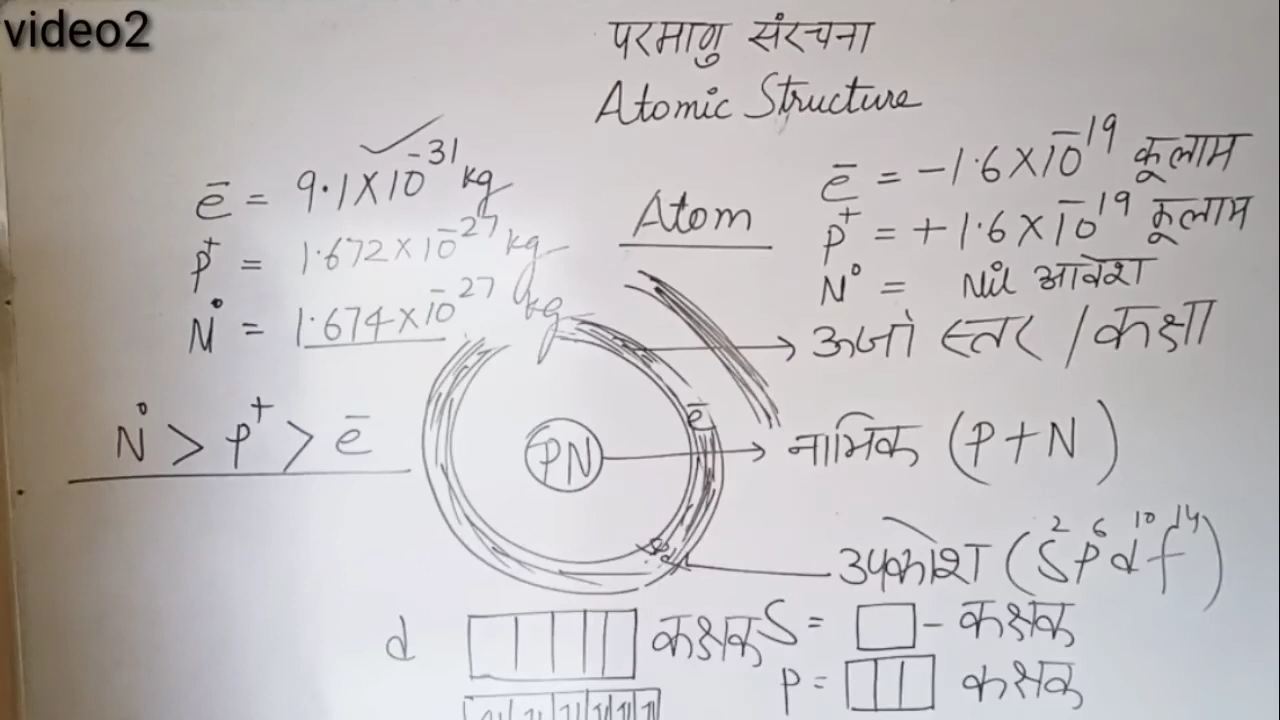 video2
परमाणु संरचना
Atomic Structure
e̅ = 9.1×10⁻³¹ kg
p⁺ = 1.672×10⁻²⁷ kg
N° = 1.674×10⁻²⁷ kg
N° > p⁺ > e̅
Atom
e̅ = -1.6×10⁻¹⁹ कूलाम
p⁺ = +1.6×10⁻¹⁹ कूलाम
N° = Nil आवेश
ऊर्जा स्तर / कक्षा
e̅
PN
नाभिक (P+N)
उपकोश (S² p⁶ d¹⁰ f¹⁴)
d कक्षक
S = - कक्षक
P = कक्षक